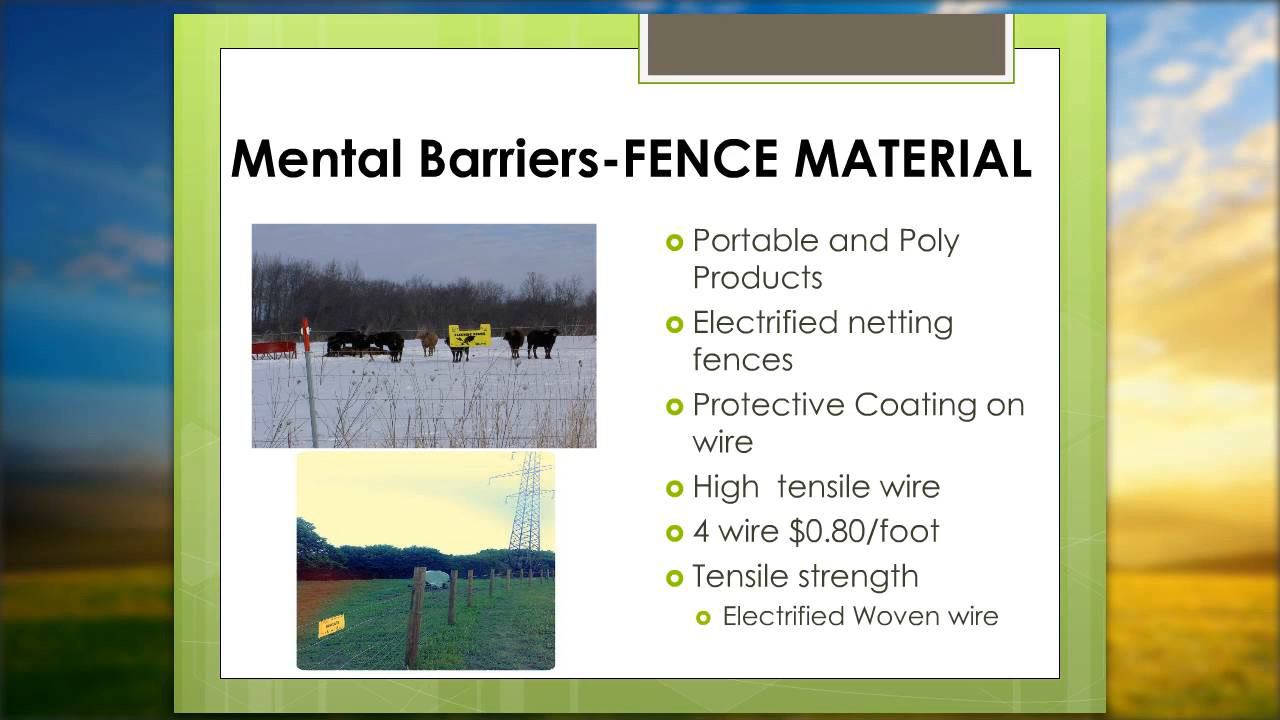 Mental Barriers-FENCE MATERIAL
Portable and Poly
Products
Electrified netting
fences
Protective Coating on
wire
High  tensile wire
4 wire $0.80/foot
Tensile strength
Electrified Woven wire